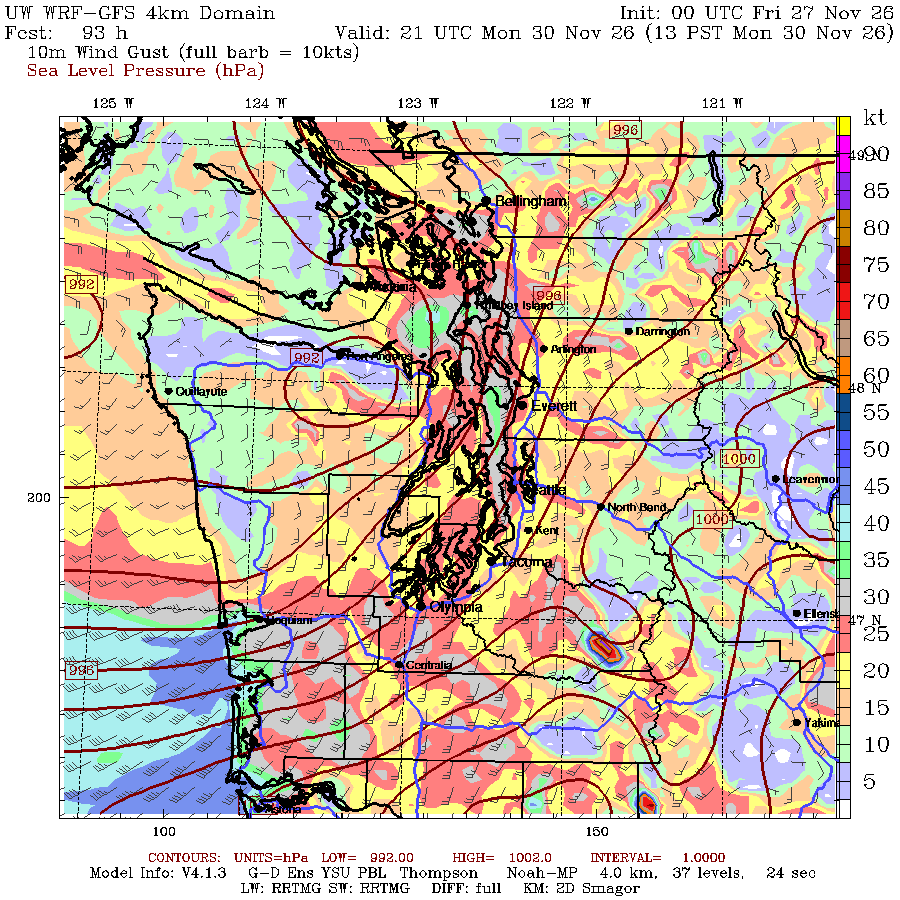 UW WRF-GFS 4km Domain Init: 00 UTC Fri 27 Nov 26
Fcst: 93 h Valid: 21 UTC Mon 30 Nov 26 (13 PST Mon 30 Nov 26)
10m Wind Gust (full barb = 10kts)
Sea Level Pressure (hPa)
125 W 124 W 123 W 122 W 121 W
kt
996
90
49 N
85
Bellingham
80
75
992
996
70
Darrington
65
992
Port Angeles
Arlington
60
48 N
Quillayute
Everett
55
1000
50
Leavenwor
200
45
North Bend
1000
Kent
40
Tacoma
35
Olympia
30
Ellens
Hoquiam
47 N
25
Centralia
996
20
15
Yakima
10
5
Astoria
100 150
CONTOURS: UNITS=hPa LOW= 992.00 HIGH= 1002.0 INTERVAL= 1.0000
Model Info: V4.1.3 G-D Ens YSU PBL Thompson Noah-MP 4.0 km, 37 levels, 24 sec
LW: RRTMG SW: RRTMG DIFF: full KM: 2D Smagor